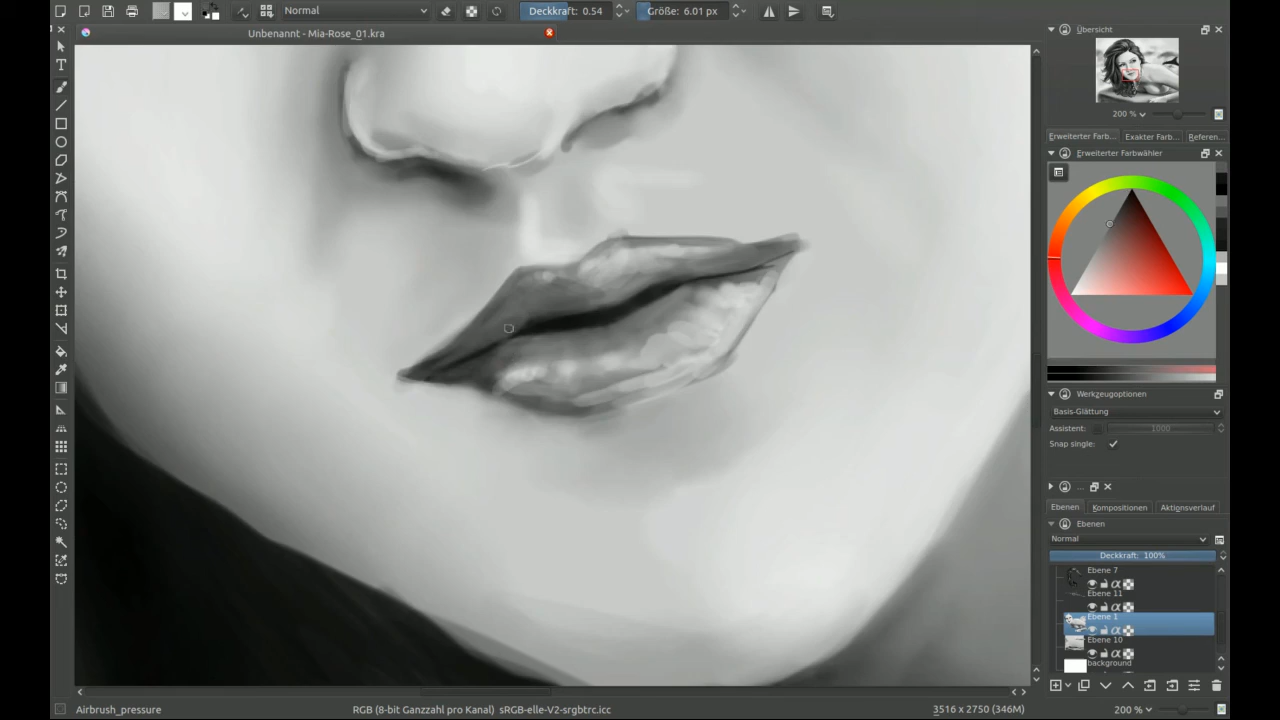 Normal
Deckkraft: 0.54
Größe: 6.01 px
Unbenannt - Mia-Rose_01.kra
Übersicht
200 %
Erweiterter Farb...
Exakter Farb...
Referen...
Erweiterter Farbwähler
Werkzeugoptionen
Basis-Glättung
Assistent:
1000
Snap single:
...
Ebenen
Kompositionen
Aktionsverlauf
Ebenen
Normal
Deckkraft: 100%
Ebene 7
Ebene 11
Ebene 1
Ebene 10
background
Airbrush_pressure
RGB (8-bit Ganzzahl pro Kanal) sRGB-elle-V2-srgbtrc.icc
3516 x 2750 (346M)
200 %